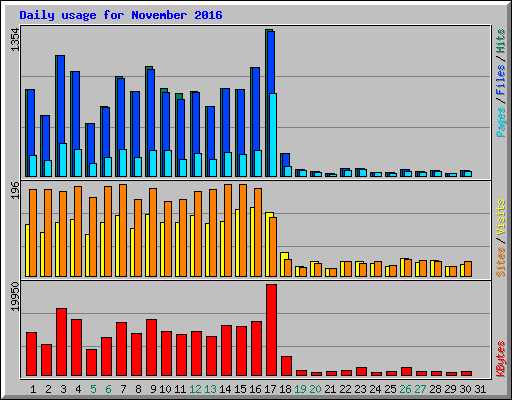 Daily usage for November 2016
1354
Pages / Files / Hits
196
Sites / Visits
19950
KBytes
1 2 3 4 5 6 7 8 9 10 11 12 13 14 15 16 17 18 19 20 21 22 23 24 25 26 27 28 29 30 31